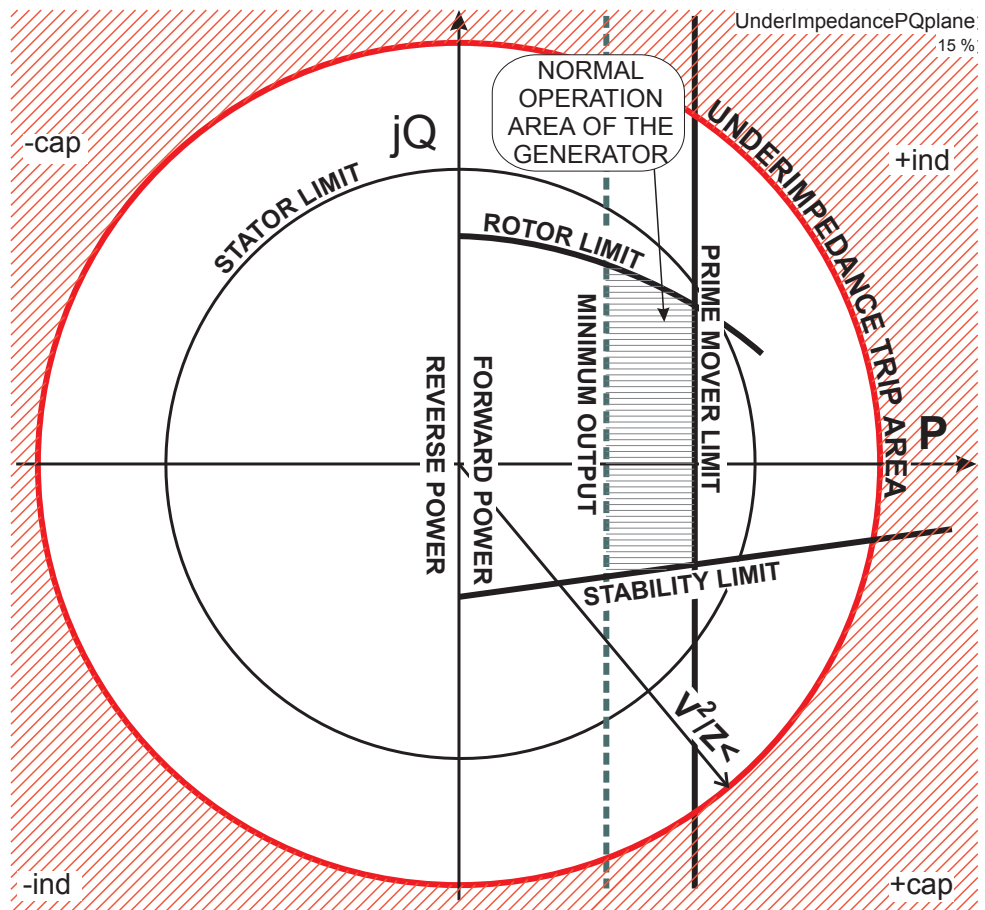 UnderImpedancePQplane
15 %
NORMAL
OPERATION
AREA OF THE
GENERATOR
-cap
jQ
+ind
STATOR LIMIT
ROTOR LIMIT
UNDERIMPEDANCE TRIP AREA
PRIME MOVER LIMIT
MINIMUM OUTPUT
REVERSE POWER
FORWARD POWER
P
STABILITY LIMIT
V²/Z<
-ind
+cap